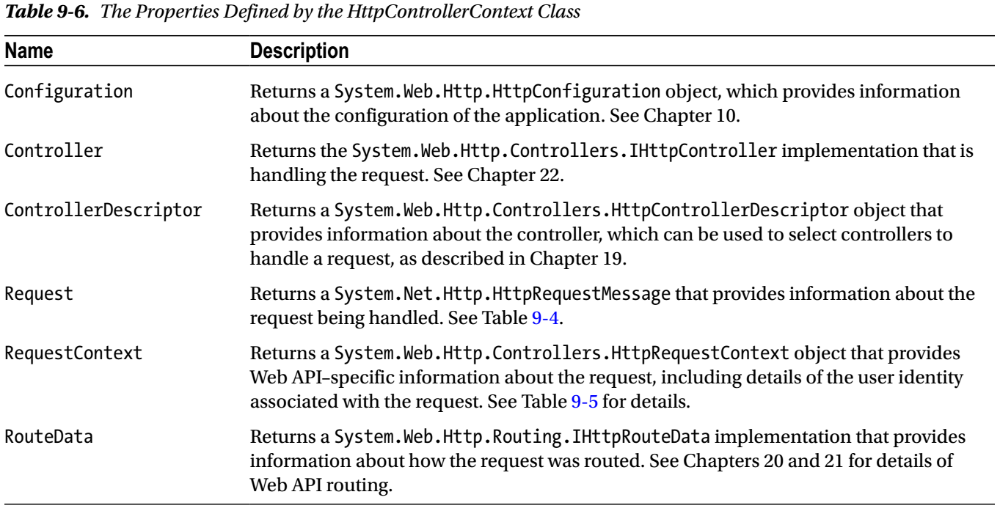 Table 9-6. The Properties Defined by the HttpControllerContext Class
Name Description
Configuration Returns a System.Web.Http.HttpConfiguration object, which provides information
about the configuration of the application. See Chapter 10.
Controller Returns the System.Web.Http.Controllers.IHttpController implementation that is
handling the request. See Chapter 22.
ControllerDescriptor Returns a System.Web.Http.Controllers.HttpControllerDescriptor object that
provides information about the controller, which can be used to select controllers to
handle a request, as described in Chapter 19.
Request Returns a System.Net.Http.HttpRequestMessage that provides information about the
request being handled. See Table 9-4.
RequestContext Returns a System.Web.Http.Controllers.HttpRequestContext object that provides
Web API–specific information about the request, including details of the user identity
associated with the request. See Table 9-5 for details.
RouteData Returns a System.Web.Http.Routing.IHttpRouteData implementation that provides
information about how the request was routed. See Chapters 20 and 21 for details of
Web API routing.